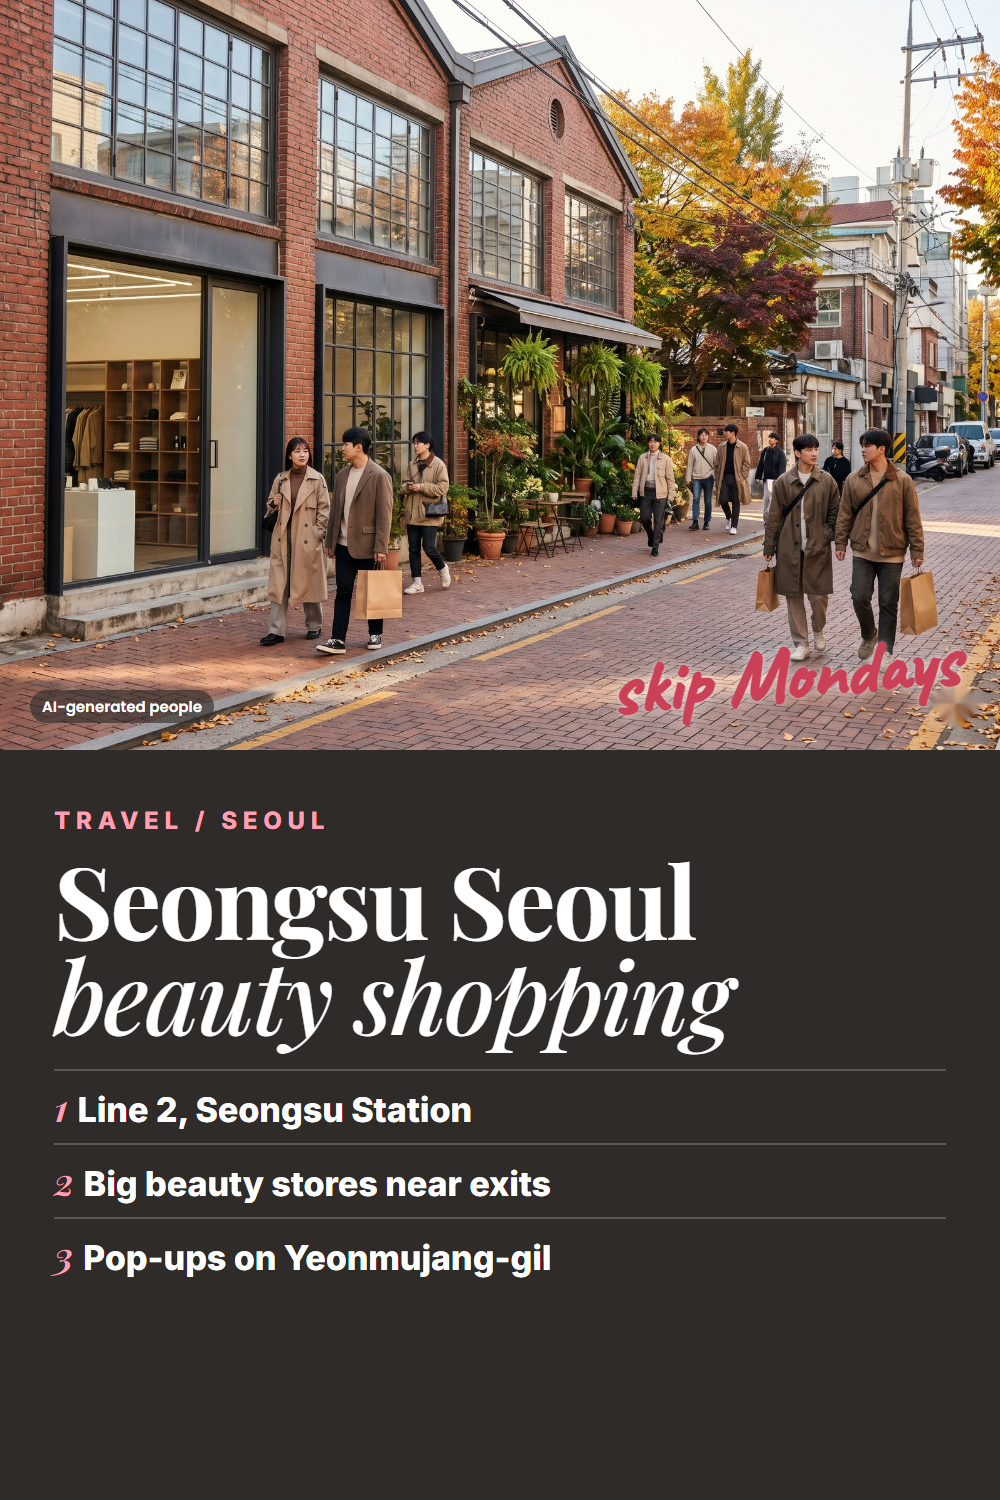 AI-generated people
skip Mondays
TRAVEL / SEOUL
Seongsu Seoul
beauty shopping
1 Line 2, Seongsu Station
2 Big beauty stores near exits
3 Pop-ups on Yeonmujang-gil